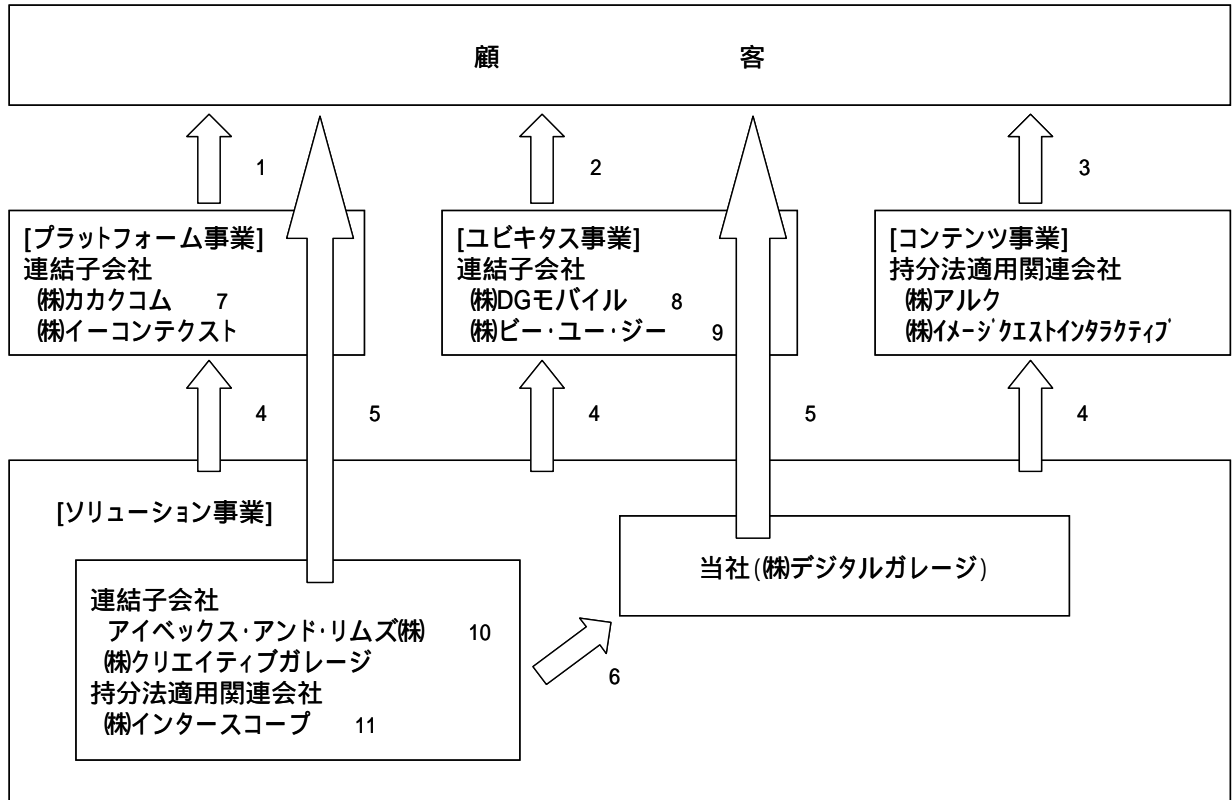 顧 客
1
2
3
[プラットフォーム事業]
連結子会社
㈱カカクコム 7
㈱イーコンテクスト
[ユビキタス事業]
連結子会社
㈱DGモバイル 8
㈱ビー・ユー・ジー 9
[コンテンツ事業]
持分法適用関連会社
㈱アルク
㈱イメージクエストインタラクティブ
4
5
4
5
4
[ソリューション事業]
当社(㈱デジタルガレージ)
連結子会社
アイベックス・アンド・リムズ㈱ 10
㈱クリエイティブガレージ
持分法適用関連会社
㈱インタースコープ 11
6